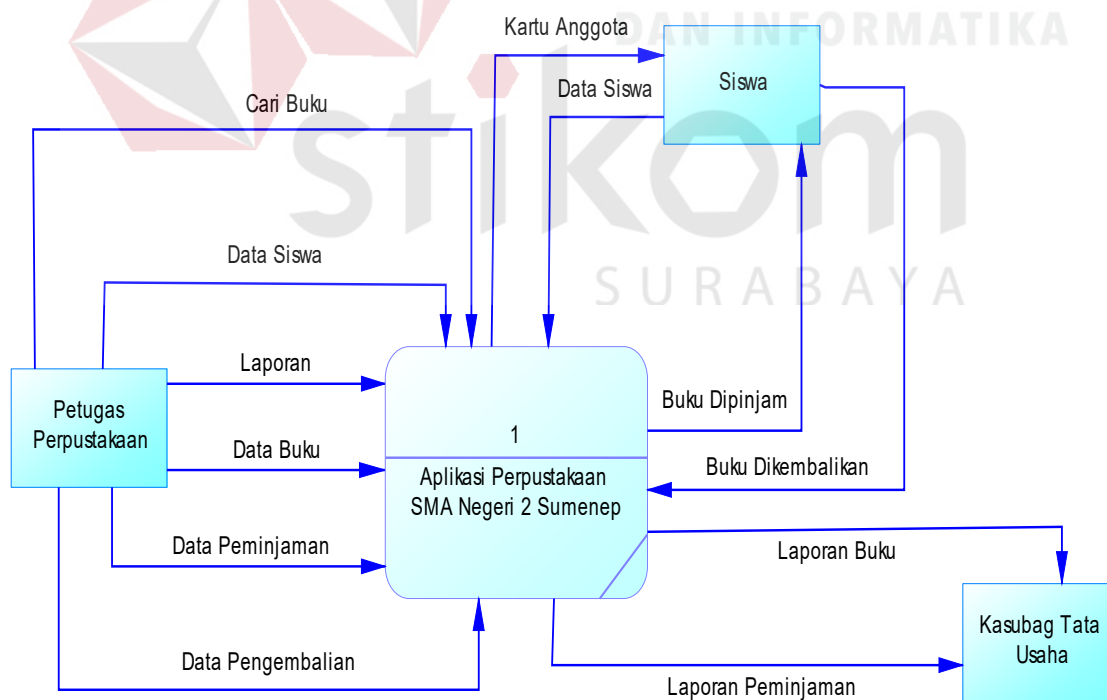 DAN INFORMATIKA
Kartu Anggota
Siswa
Data Siswa
Cari Buku
stikom
Data Siswa
SURABAYA
Laporan
Petugas
Perpustakaan
Buku Dipinjam
1
Data Buku
Aplikasi Perpustakaan
SMA Negeri 2 Sumenep
Buku Dikembalikan
Data Peminjaman
Laporan Buku
Kasubag Tata
Usaha
Data Pengembalian
Laporan Peminjaman